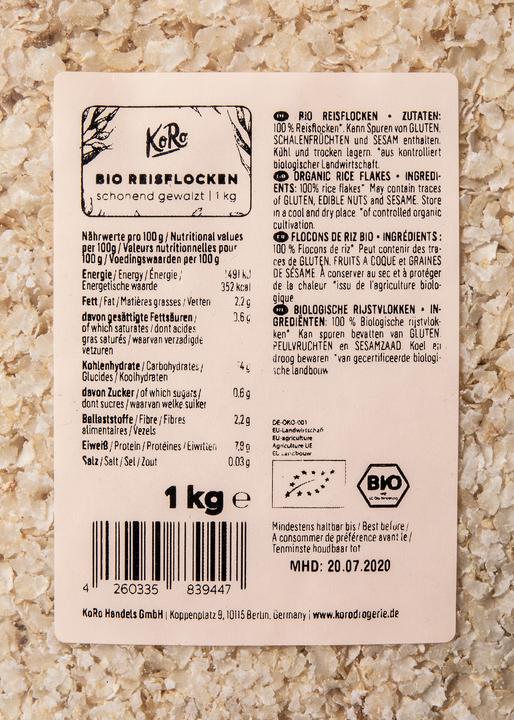 KoRo
BIO REISFLOCKEN
schonend gewalzt | 1 kg
Nährwerte pro 100g / Nutritional values
per 100g / Valeurs nutritionnelles pour
100 g / Voedingswaarden per 100 g
Energie / Energy / Énergie /
Energetische waarde
1491 kJ
352 kcal
Fett / Fat / Matières grasses / Vetten
2,2 g
davon gesättigte Fettsäuren /
of which saturates / dont acides
gras saturés / waarvan verzadigde
vetzuren
0.6 g
Kohlenhydrate / Carbohydrates /
Glucides / Koolhydraten
davon Zucker / of which sugars /
dont sucres / waarvan welke suiker
0,6 g
Ballaststoffe / Fibre / Fibres
alimentaires / Vezels
2,2 g
Eiweiß / Protein / Protéines / Eiwitten
7,9 g
Salz / Salt / Sel / Zout
0.03 g
1 kg e
4 260335 839447
KoRo Handels GmbH | Koppenplatz 9, 10115 Berlin, Germany | www.korodrogerie.de
DE BIO REISFLOCKEN • ZUTATEN:
100 % Reisflocken*. Kann Spuren von GLUTEN,
SCHALENFRÜCHTEN und SESAM enthalten.
Kühl und trocken lagern. *aus kontrolliert
biologischer Landwirtschaft.
ORGANIC RICE FLAKES • INGREDI-
ENTS: 100% rice flakes* May contain traces
of GLUTEN, EDIBLE NUTS and SESAME. Store
in a cool and dry place *of controlled organic
cultivation.
FLOCONS DE RIZ BIO • INGRÉDIENTS :
100 % Flocons de riz* Peut contenir des tra-
ces de GLUTEN, FRUITS A COQUE et GRAINES
DE SÉSAME. À conserver au sec et à protéger
de la chaleur *issu de l'agriculture biolo-
gique
BIOLOGISCHE RIJSTVLOKKEN • IN-
GREDIËNTEN: 100 % Biologische rijstvlok-
ken* Kan sporen bevatten van GLUTEN
PEULVRUCHTEN en SESAMZAAD. Koel en
droog bewaren *van gecertificeerde biologi-
sche landbouw
DE-ÖKO-001
EU-Landwirtschaft
EU-agriculture
Agriculture UE
EU Landbouw
BIO
Mindestens haltbar bis / Best before /
A consommer de préférence avant le /
Tenminste houdbaar tot
MHD: 20.07.2020